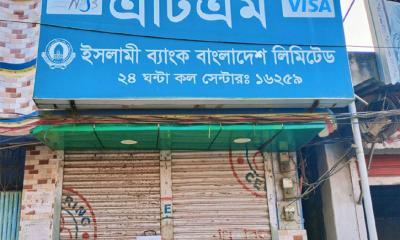 এটিএম
VISA
ইসলামী ব্যাংক বাংলাদেশ লিমিটেড
২৪ ঘন্টা কল সেন্টারঃ ১৬২৫৯